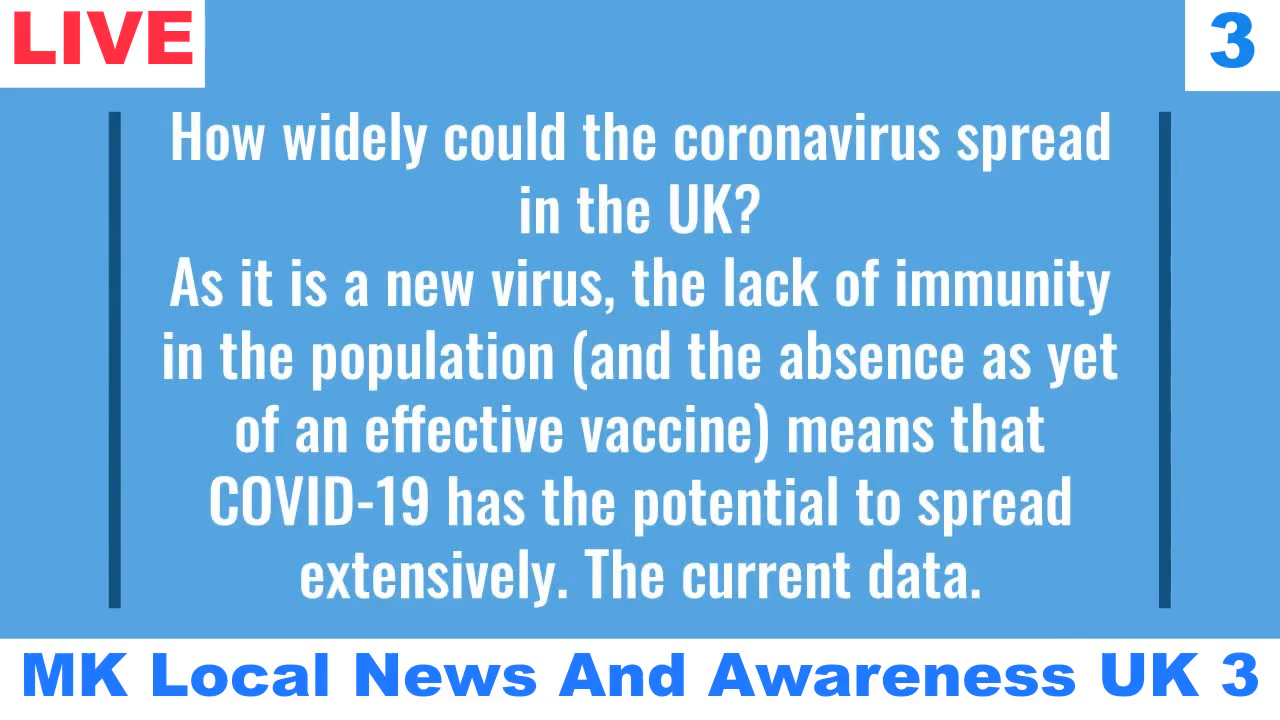 LIVE
3
How widely could the coronavirus spread
in the UK?
As it is a new virus, the lack of immunity
in the population (and the absence as yet
of an effective vaccine) means that
COVID-19 has the potential to spread
extensively. The current data.
MK Local News And Awareness UK 3